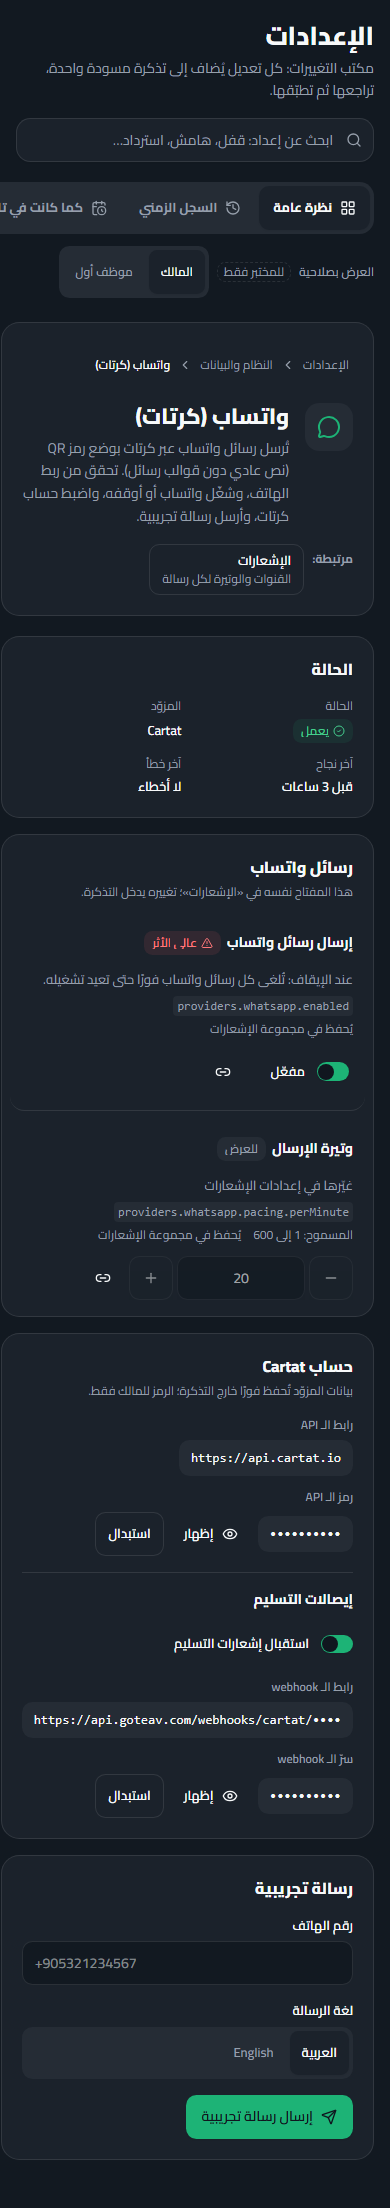 الإعدادات
مكتب التغييرات: كل تعديل يُضاف إلى تذكرة مسودة واحدة،
تراجعها ثم تطبّقها.
ابحث عن إعداد: قفل، هامش، استرداد...
نظرة عامة السجل الزمني كما كانت في تا
العرض بصلاحية للمختبر فقط المالك موظف أول
الإعدادات > النظام والبيانات > واتساب (كرتات)
واتساب (كرتات)
تُرسل رسائل واتساب عبر كرتات بوضع رمز QR
(نص عادي دون قوالب رسائل). تحقق من ربط
الهاتف، وشغّل واتساب أو أوقفه، واضبط حساب
كرتات، وأرسل رسالة تجريبية.
مرتبطة: الإشعارات
القنوات والوتيرة لكل رسالة
الحالة
الحالة المزوّد
يعمل Cartat
آخر نجاح آخر خطأ
قبل 3 ساعات لا أخطاء
رسائل واتساب
هذا المفتاح نفسه في «الإشعارات»؛ تغييره يدخل التذكرة.
إرسال رسائل واتساب عالي الأثر
عند الإيقاف: تُلغى كل رسائل واتساب فورًا حتى تعيد تشغيله.
providers.whatsapp.enabled
يُحفظ في مجموعة الإشعارات
مفعّل
وتيرة الإرسال للعرض
غيّرها في إعدادات الإشعارات
providers.whatsapp.pacing.perMinute
المسموح: 1 إلى 600 يُحفظ في مجموعة الإشعارات
− 20 +
حساب Cartat
بيانات المزوّد تُحفظ فورًا خارج التذكرة؛ الرمز للمالك فقط.
رابط الـ API
https://api.cartat.io
رمز الـ API
•••••••••• إظهار استبدال
إيصالات التسليم
استقبال إشعارات التسليم
رابط الـ webhook
https://api.goteav.com/webhooks/cartat/••••
سرّ الـ webhook
•••••••••• إظهار استبدال
رسالة تجريبية
رقم الهاتف
+905321234567
لغة الرسالة
العربية English
إرسال رسالة تجريبية